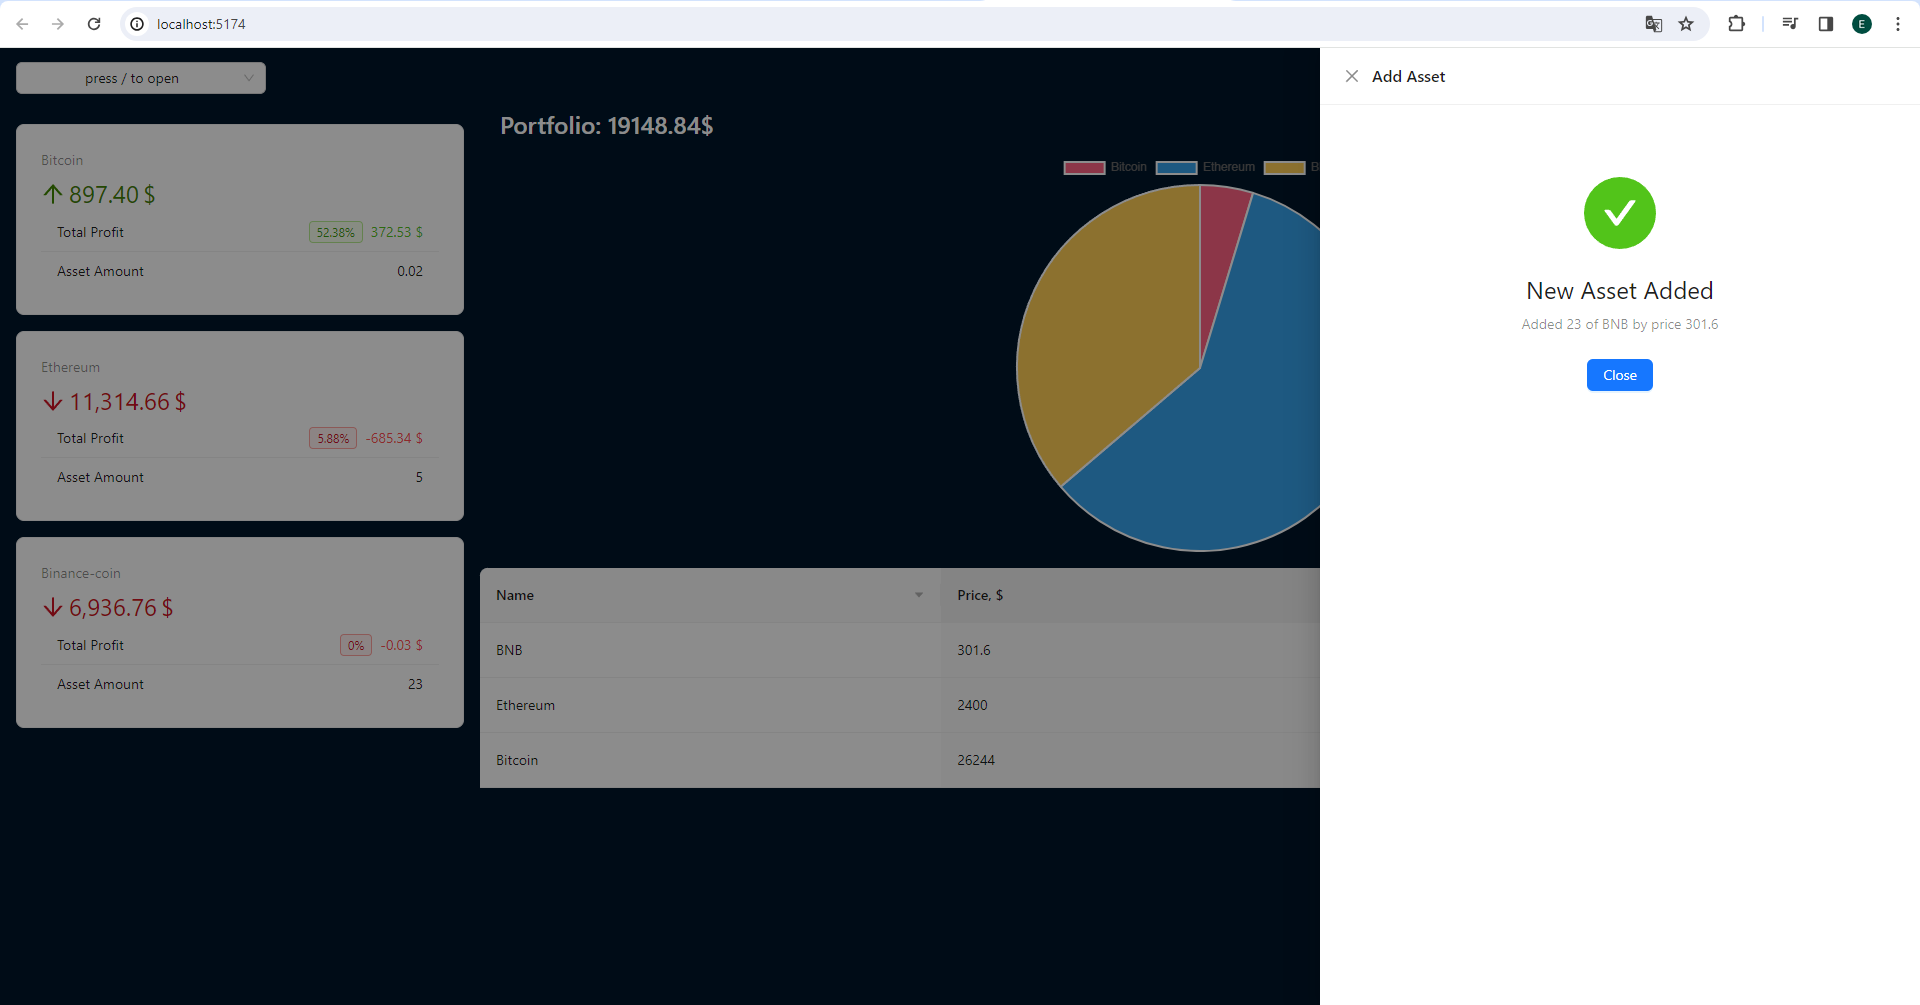 localhost:5174
E
press / to open
Bitcoin
897.40 $
Total Profit 52.38% 372.53 $
Asset Amount 0.02
Ethereum
11,314.66 $
Total Profit 5.88% -685.34 $
Asset Amount 5
Binance-coin
6,936.76 $
Total Profit 0% -0.03 $
Asset Amount 23
Portfolio: 19148.84$
Bitcoin Ethereum B
Name Price, $
BNB 301.6
Ethereum 2400
Bitcoin 26244
Add Asset
New Asset Added
Added 23 of BNB by price 301.6
Close